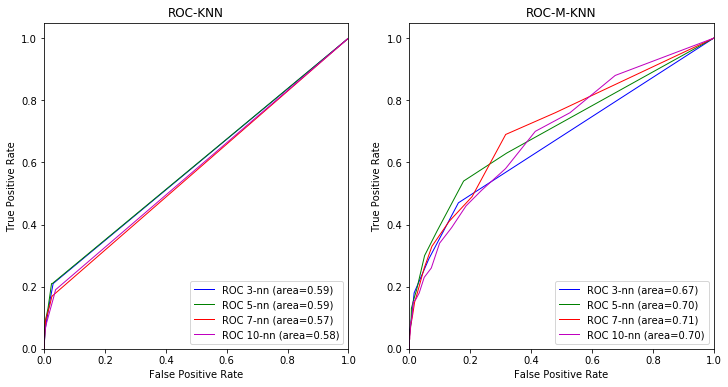 ROC-KNN
True Positive Rate
1.0
0.8
0.6
0.4
0.2
0.0
ROC 3-nn (area=0.59)
ROC 5-nn (area=0.59)
ROC 7-nn (area=0.57)
ROC 10-nn (area=0.58)
0.0 0.2 0.4 0.6 0.8 1.0
False Positive Rate
ROC-M-KNN
True Positive Rate
1.0
0.8
0.6
0.4
0.2
0.0
ROC 3-nn (area=0.67)
ROC 5-nn (area=0.70)
ROC 7-nn (area=0.71)
ROC 10-nn (area=0.70)
0.0 0.2 0.4 0.6 0.8 1.0
False Positive Rate